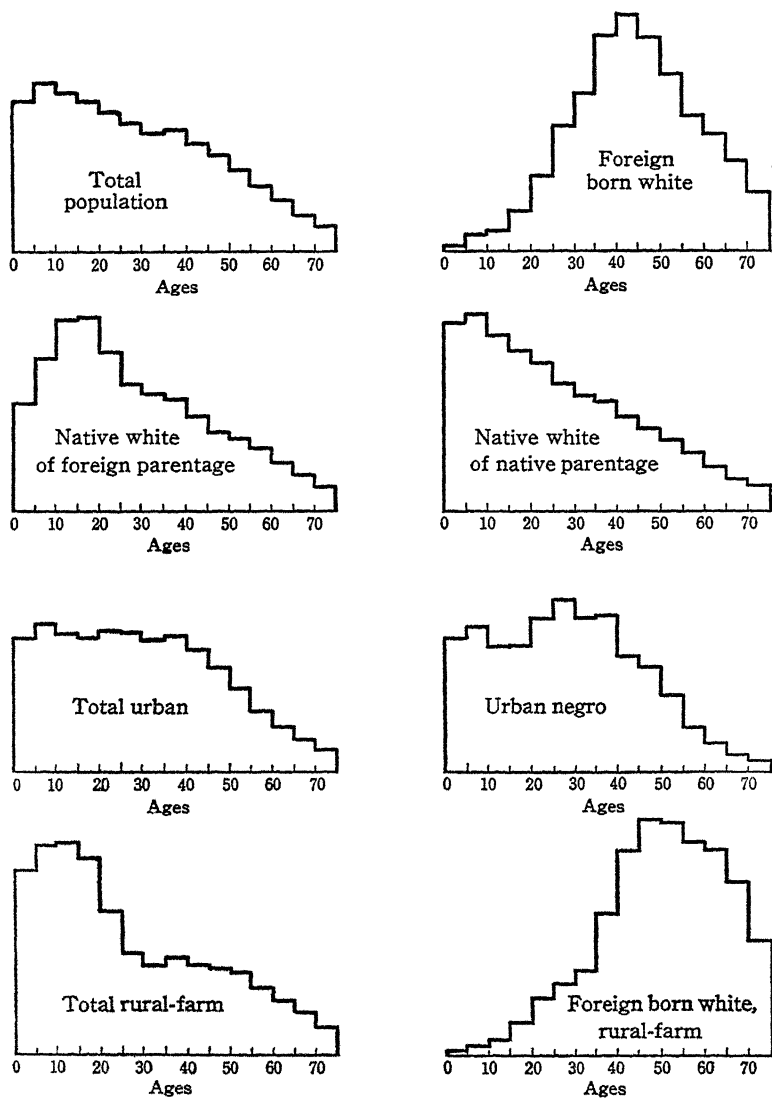 Total
population
0 10 20 30 40 50 60 70
Ages
Foreign
born white
0 10 20 30 40 50 60 70
Ages
Native white
of foreign parentage
0 10 20 30 40 50 60 70
Ages
Native white
of native parentage
0 10 20 30 40 50 60 70
Ages
Total urban
0 10 20 30 40 50 60 70
Ages
Urban negro
0 10 20 30 40 50 60 70
Ages
Total rural-farm
0 10 20 30 40 50 60 70
Ages
Foreign born white,
rural-farm
0 10 20 30 40 50 60 70
Ages